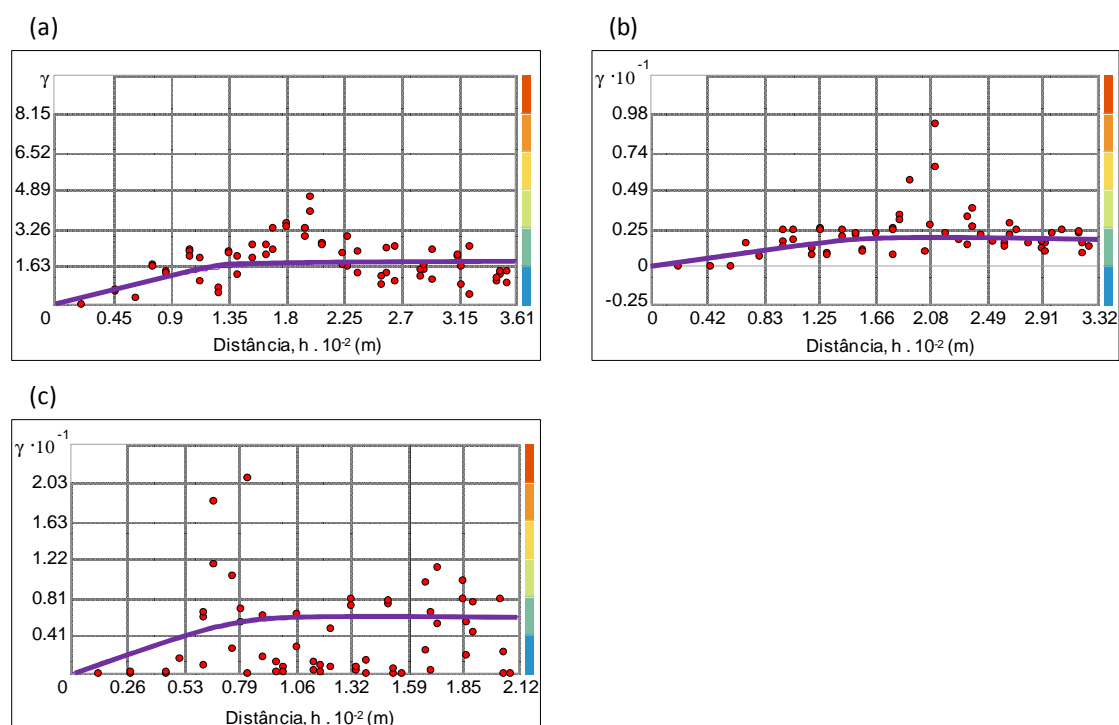 (a)
γ
8.15
6.52
4.89
3.26
1.63
0 0.45 0.9 1.35 1.8 2.25 2.7 3.15 3.61
Distância, h . 10⁻² (m)
(b)
γ ·10⁻¹
0.98
0.74
0.49
0.25
0
-0.25
0 0.42 0.83 1.25 1.66 2.08 2.49 2.91 3.32
Distância, h . 10⁻² (m)
(c)
γ ·10⁻¹
2.03
1.63
1.22
0.81
0.41
0 0.26 0.53 0.79 1.06 1.32 1.59 1.85 2.12
Distância, h . 10⁻² (m)